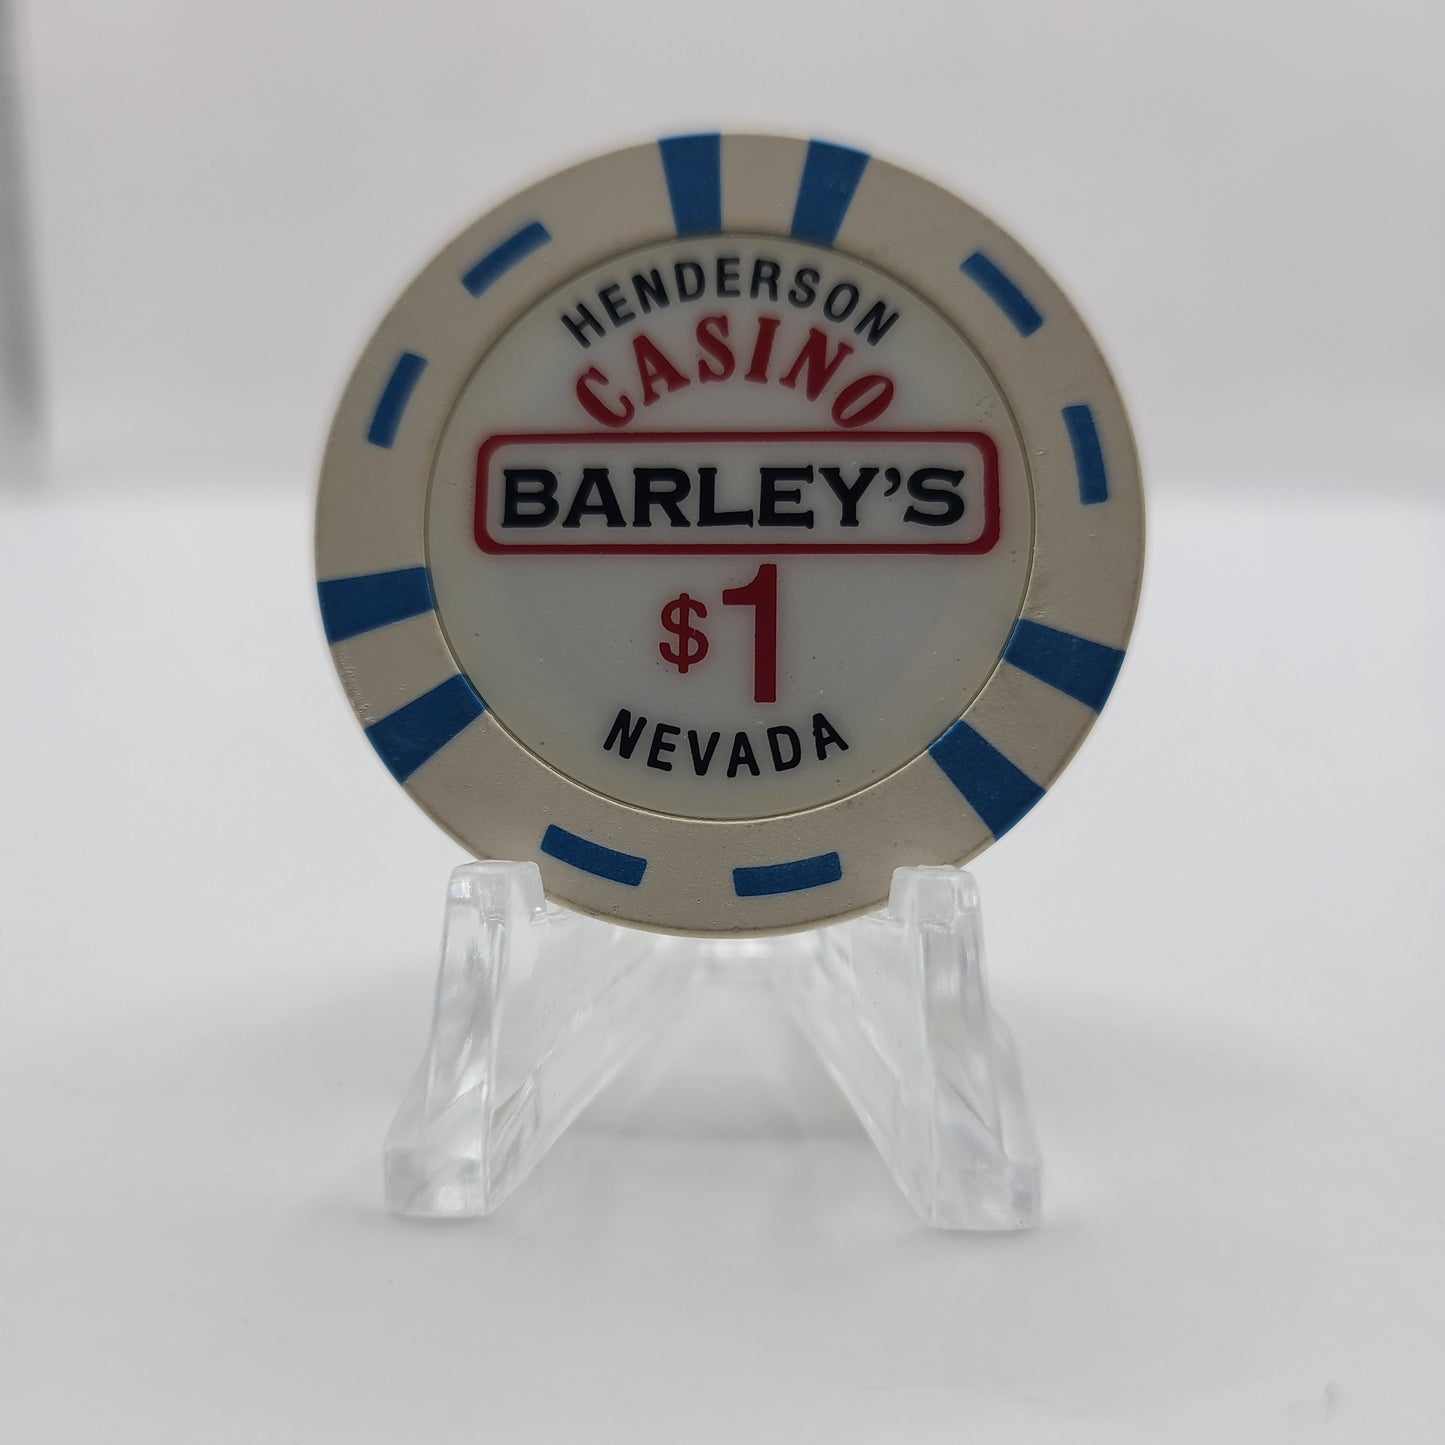 HENDERSON
CASINO
BARLEY'S
$1
NEVADA